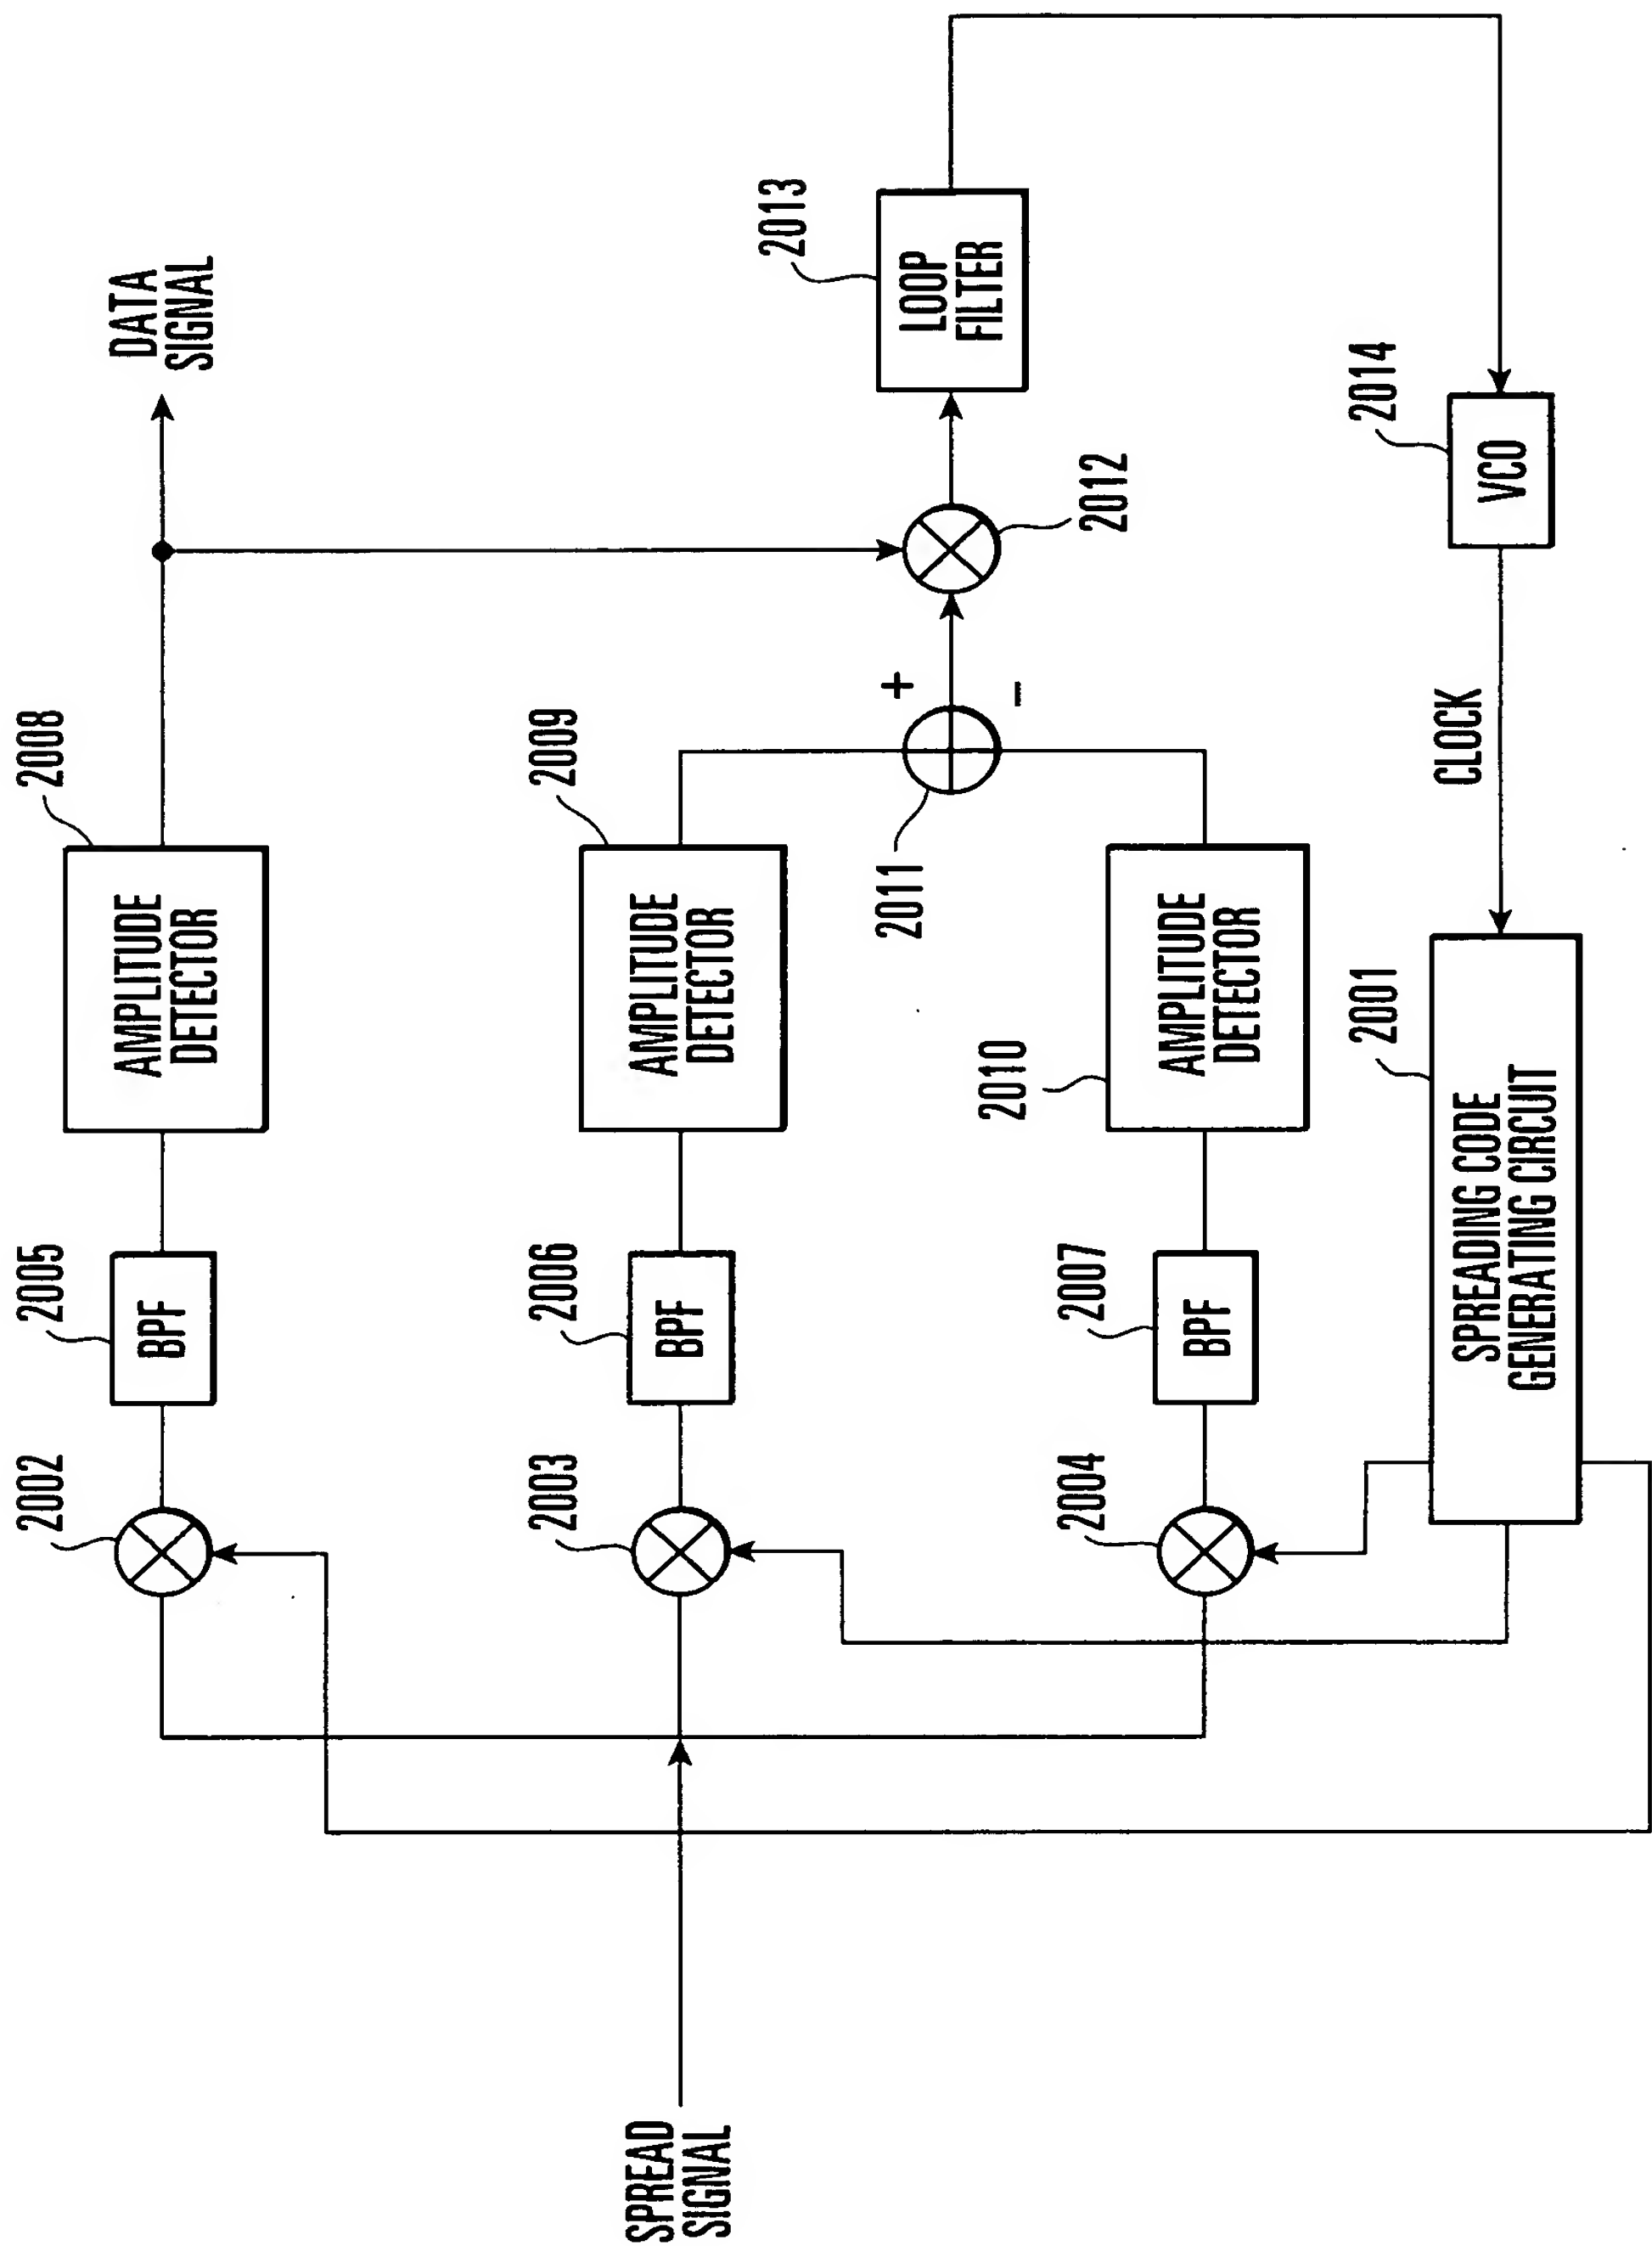 2002
2005
2008
DATA
SIGNAL
BPF
AMPLITUDE
DETECTOR
2003
2006
2009
SPREAD
SIGNAL
BPF
AMPLITUDE
DETECTOR
2013
2011
+
-
2012
LOOP
FILTER
2004
2007
2010
BPF
AMPLITUDE
DETECTOR
2001
CLOCK
2014
SPREADING CODE
GENERATING CIRCUIT
VCO